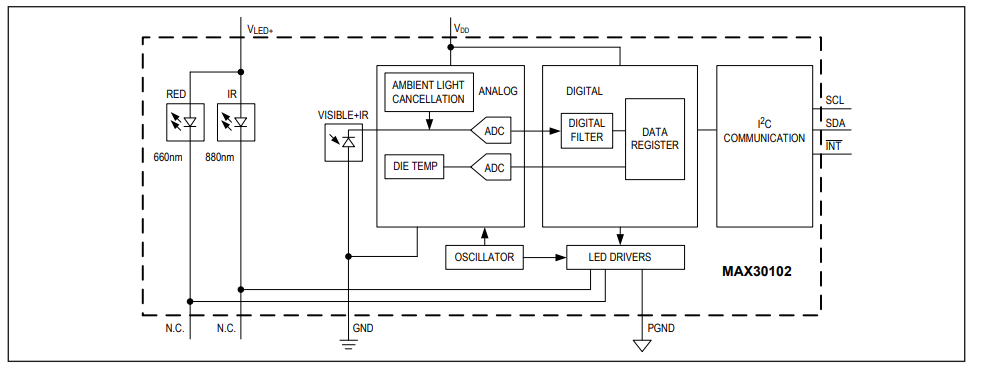 VLED+
VDD
RED
IR
660nm
880nm
VISIBLE+IR
AMBIENT LIGHT
CANCELLATION
ANALOG
ADC
DIE TEMP
ADC
DIGITAL
DIGITAL
FILTER
DATA
REGISTER
I2C
COMMUNICATION
SCL
SDA
INT
OSCILLATOR
LED DRIVERS
MAX30102
N.C.
N.C.
GND
PGND